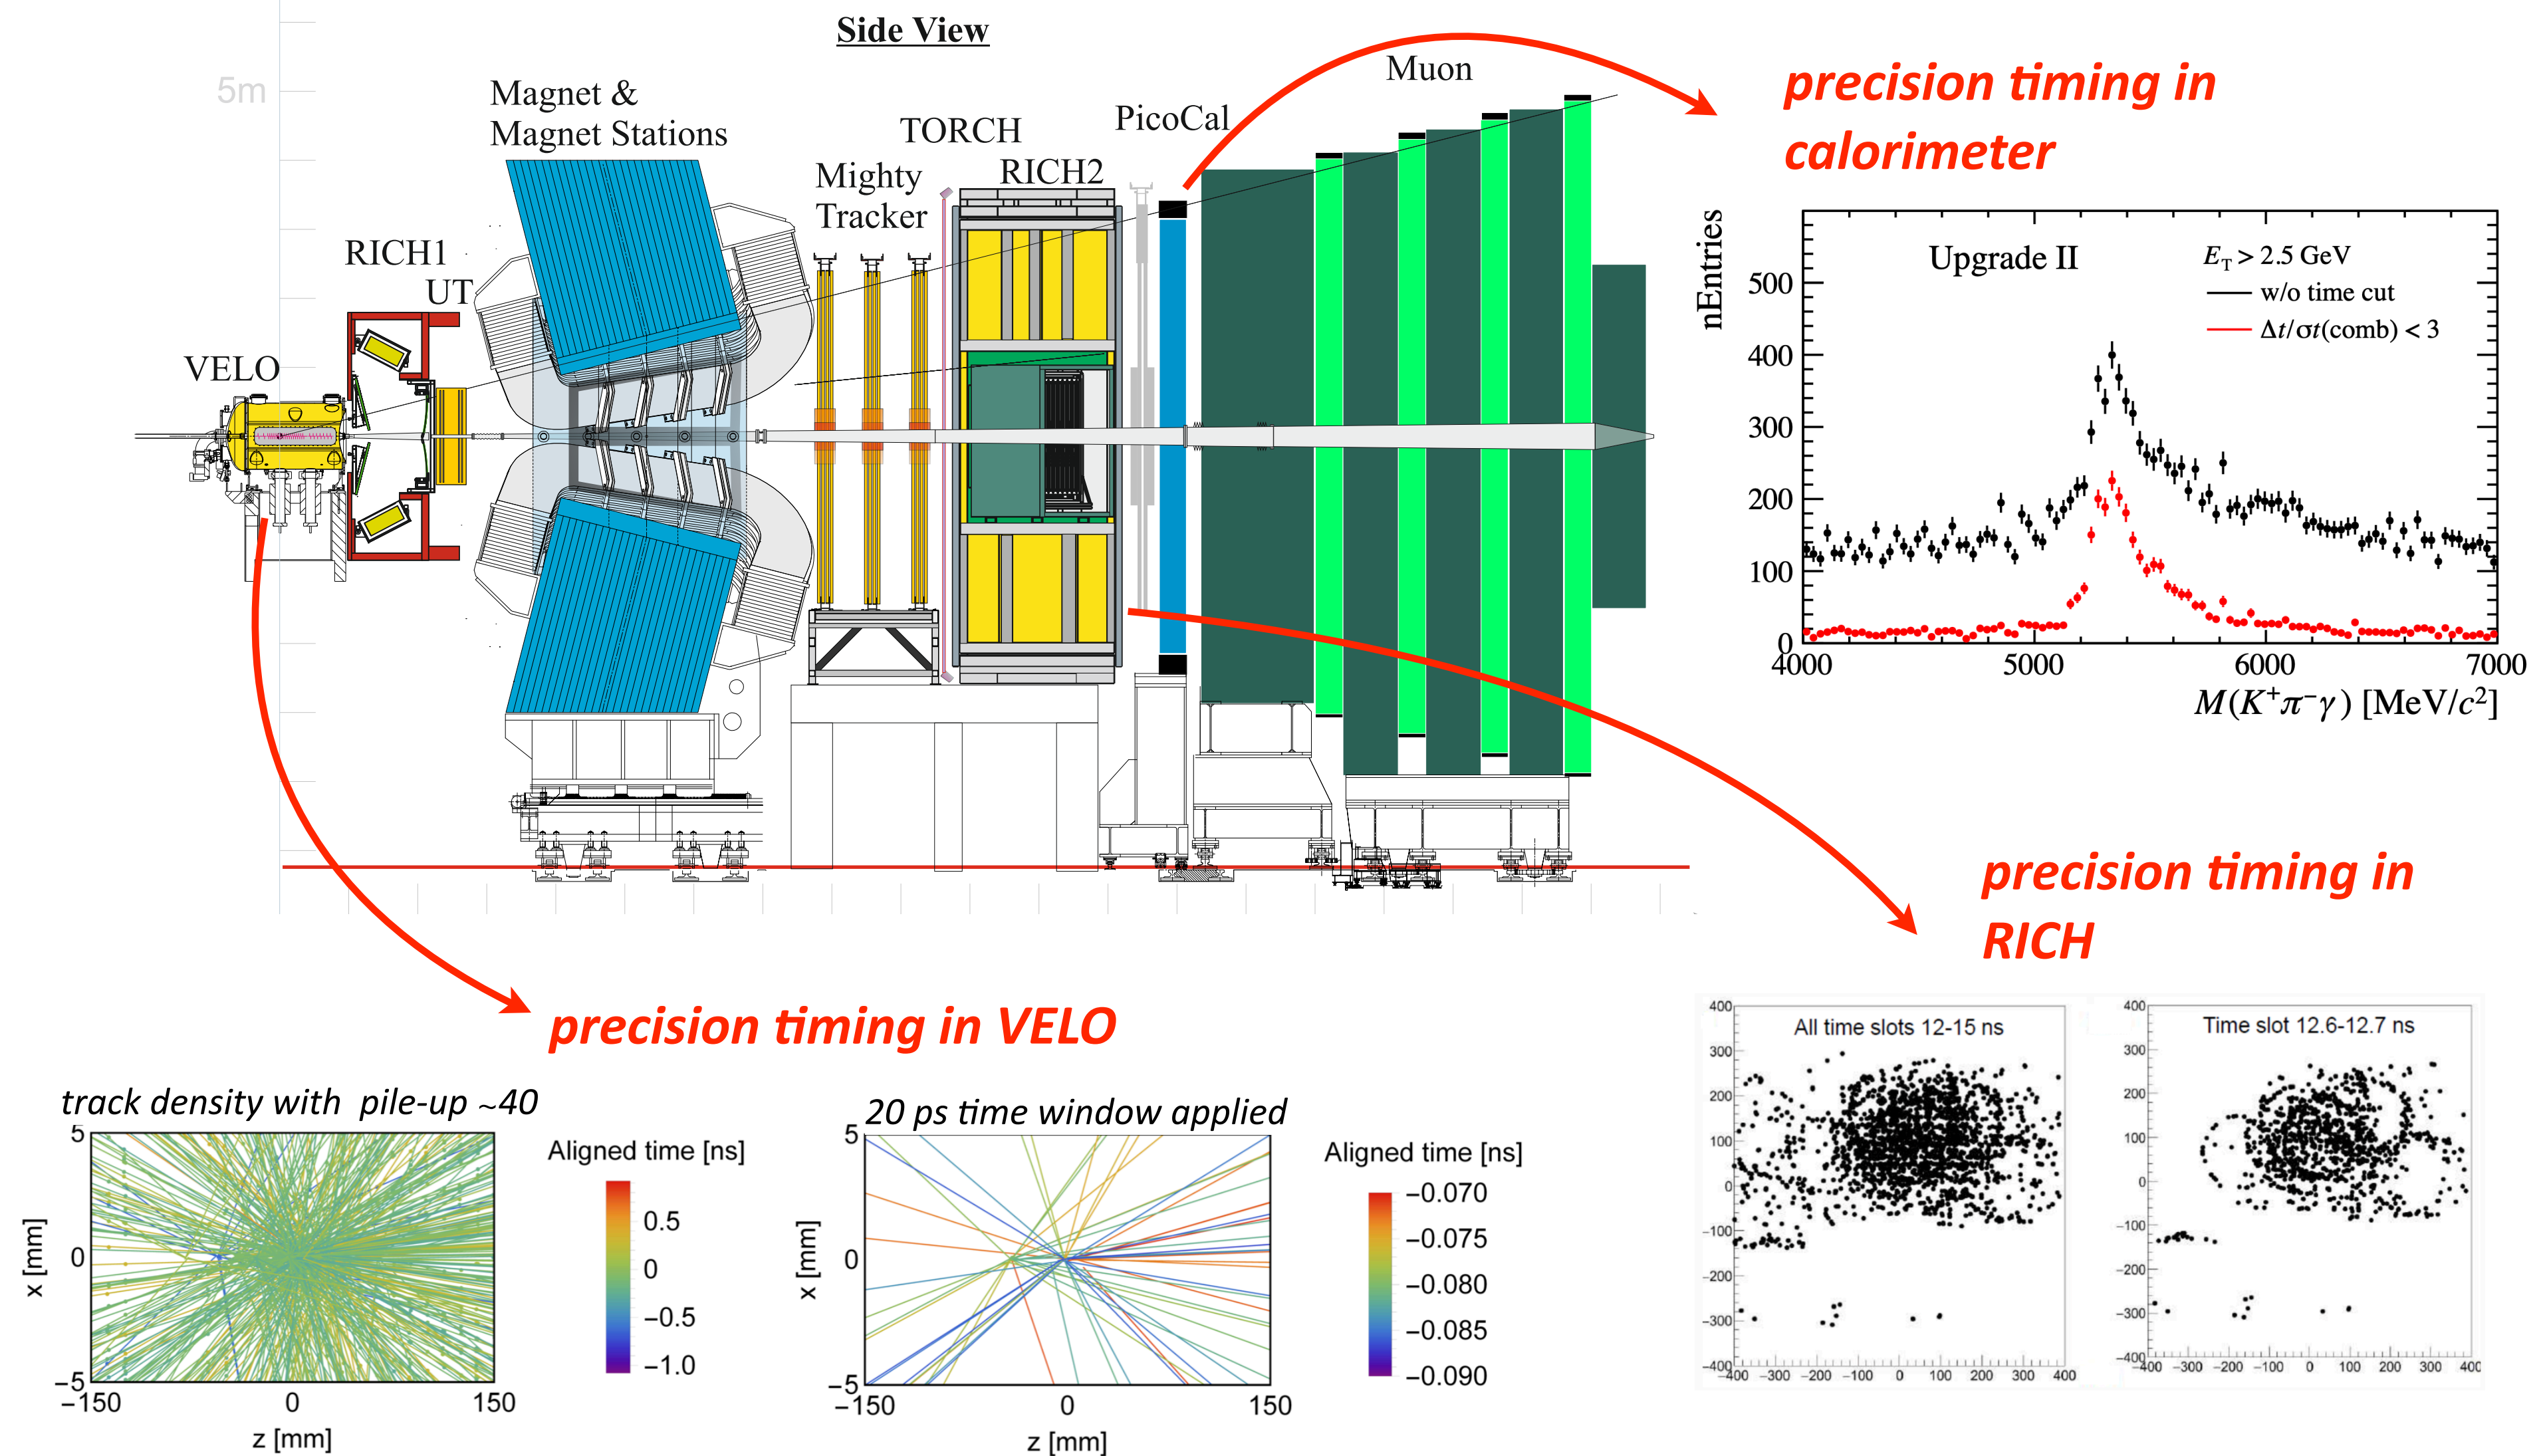 Side View
5m
Magnet &
Magnet Stations
Muon
PicoCal
TORCH
RICH2
Mighty
Tracker
RICH1
UT
VELO
precision timing in
calorimeter
nEntries
Upgrade II
E_T > 2.5 GeV
w/o time cut
Δt/σt(comb) < 3
500
400
300
200
100
0
4000 5000 6000 7000
M(K⁺π⁻γ) [MeV/c²]
precision timing in
RICH
precision timing in VELO
track density with pile-up ~40
5
0
−5
x [mm]
−150 0 150
z [mm]
Aligned time [ns]
0.5
0
−0.5
−1.0
20 ps time window applied
5
0
−5
x [mm]
−150 0 150
z [mm]
Aligned time [ns]
−0.070
−0.075
−0.080
−0.085
−0.090
All time slots 12-15 ns
400
300
200
100
0
−100
−200
−300
−400
−400 −300 −200 −100 0 100 200 300 400
Time slot 12.6-12.7 ns
400
300
200
100
0
−100
−200
−300
−400
−400 −300 −200 −100 0 100 200 300 400